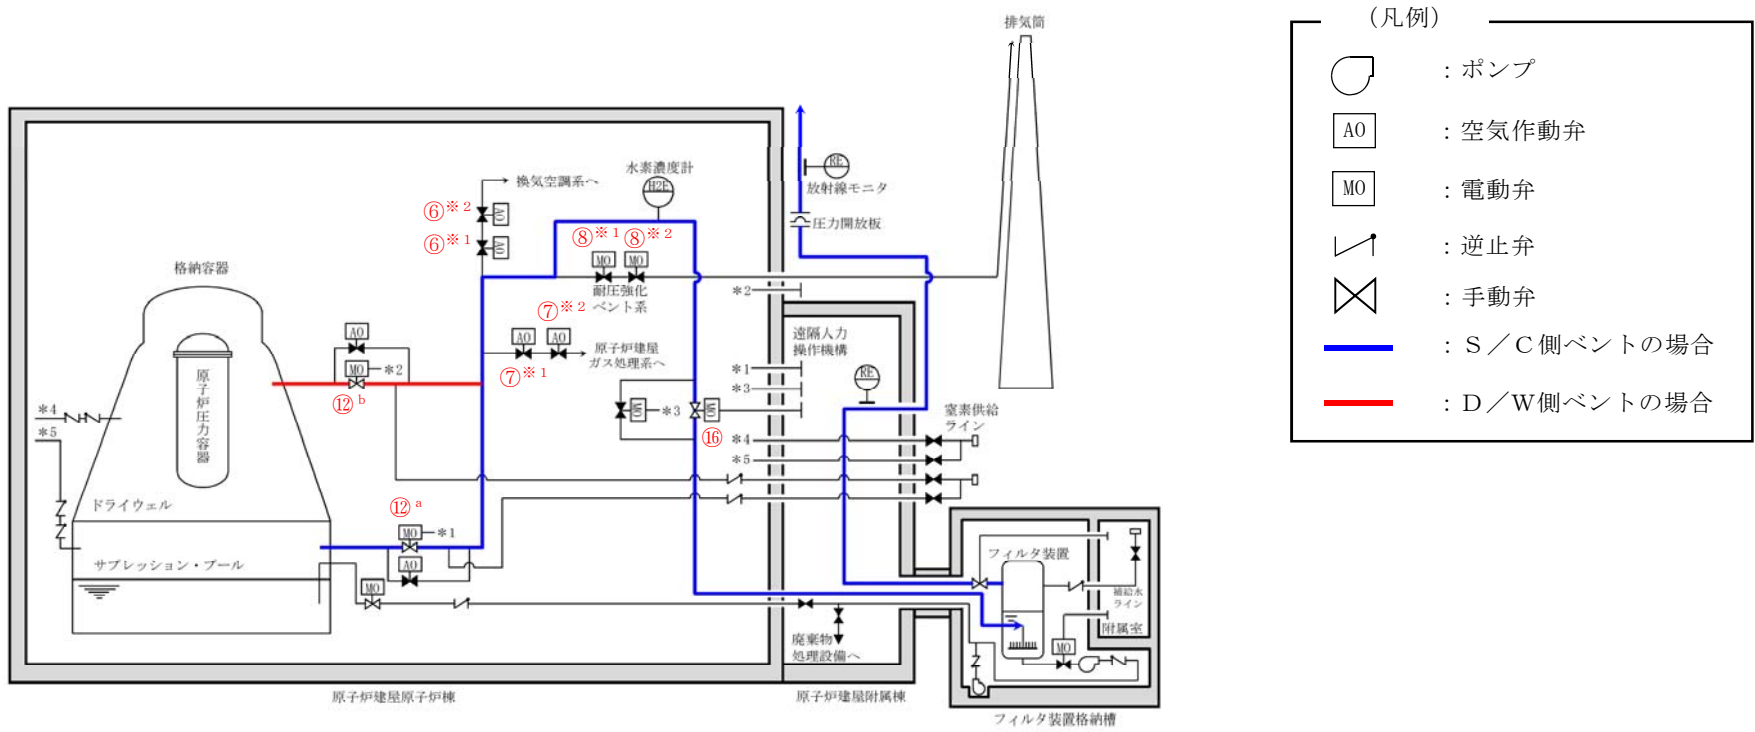 排気筒
（凡例）
：ポンプ
AO
：空気作動弁
MO
：電動弁
：逆止弁
：手動弁
：Ｓ／Ｃ側ベントの場合
：Ｄ／Ｗ側ベントの場合
水素濃度計
H2E
換気空調系へ
⑥※２
AO
⑥※１
AO
RE
放射線モニタ
圧力開放板
⑧※１
⑧※２
MO
MO
耐圧強化
ベント系
格納容器
＊2
⑦※２
AO
AO
原子炉建屋
ガス処理系へ
⑦※１
遠隔人力
操作機構
AO
MO
＊2
⑫b
原子炉圧力容器
＊1
＊3
RE
MO
＊3
MO
⑯
＊4
＊5
窒素供給
ライン
＊4
＊5
ドライウェル
⑫a
MO
＊1
AO
サプレッション・プール
MO
フィルタ装置
補給水
ライン
附属室
MO
廃棄物
処理設備へ
原子炉建屋原子炉棟
原子炉建屋附属棟
フィルタ装置格納槽